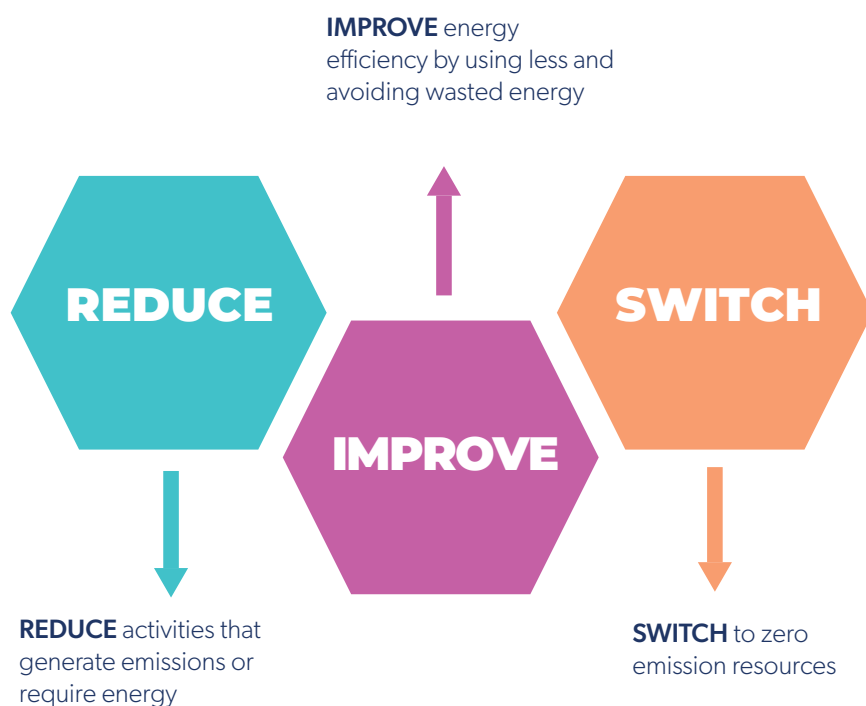 IMPROVE energy
efficiency by using less and
avoiding wasted energy
REDUCE
SWITCH
IMPROVE
REDUCE activities that
generate emissions or
require energy
SWITCH to zero
emission resources